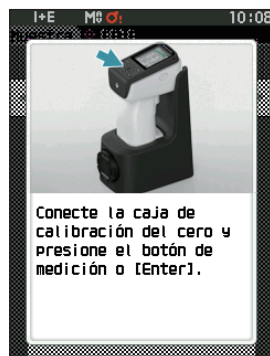 I+E M 10:08
Conecte la caja de
calibración del cero y
presione el botón de
medición o [Enter].